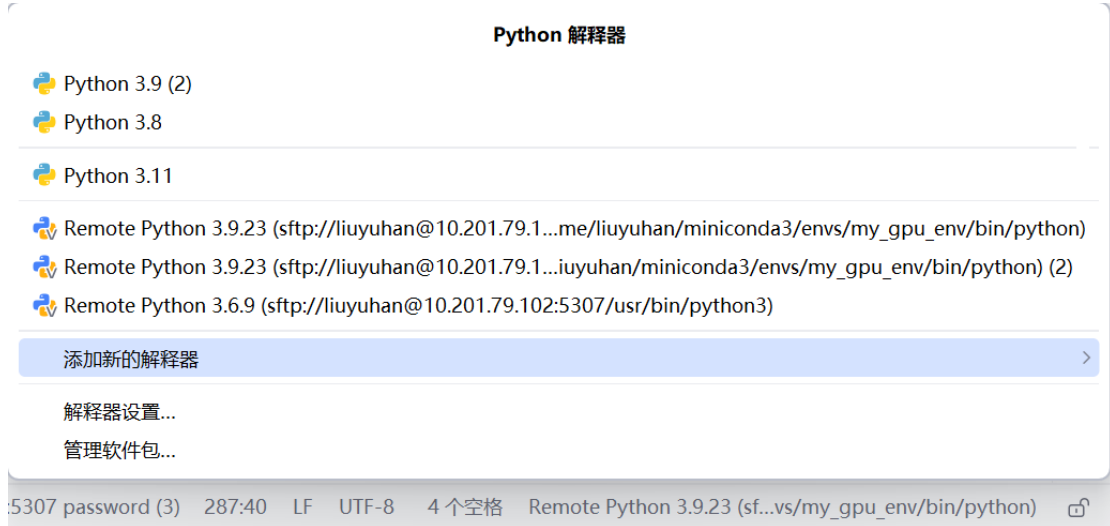 Python 解释器
Python 3.9 (2)
Python 3.8
Python 3.11
Remote Python 3.9.23 (sftp://liuyuhan@10.201.79.1...me/liuyuhan/miniconda3/envs/my_gpu_env/bin/python)
Remote Python 3.9.23 (sftp://liuyuhan@10.201.79.1...iuyuhan/miniconda3/envs/my_gpu_env/bin/python) (2)
Remote Python 3.6.9 (sftp://liuyuhan@10.201.79.102:5307/usr/bin/python3)
添加新的解释器
解释器设置...
管理软件包...
:5307 password (3) 287:40 LF UTF-8 4 个空格 Remote Python 3.9.23 (sf...vs/my_gpu_env/bin/python)